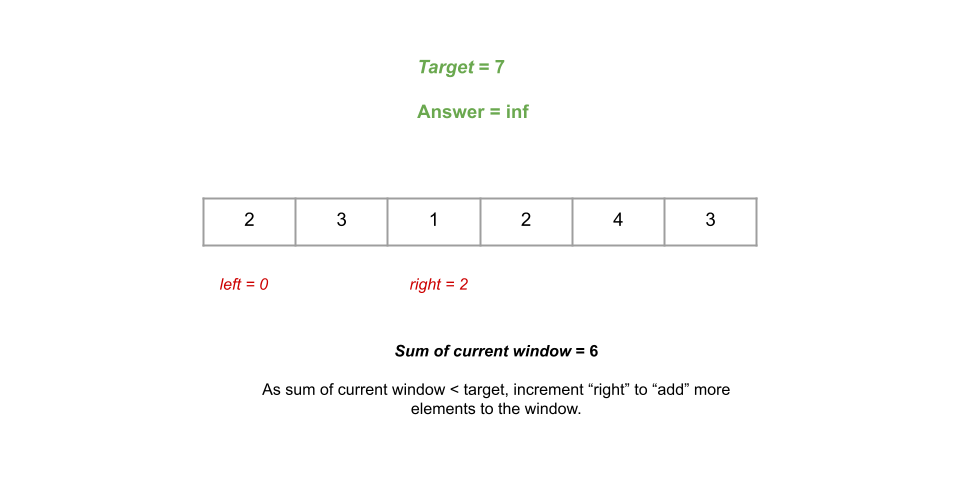 Target = 7
Answer = inf
2 3 1 2 4 3
left = 0 right = 2
Sum of current window = 6
As sum of current window < target, increment “right” to “add” more
elements to the window.